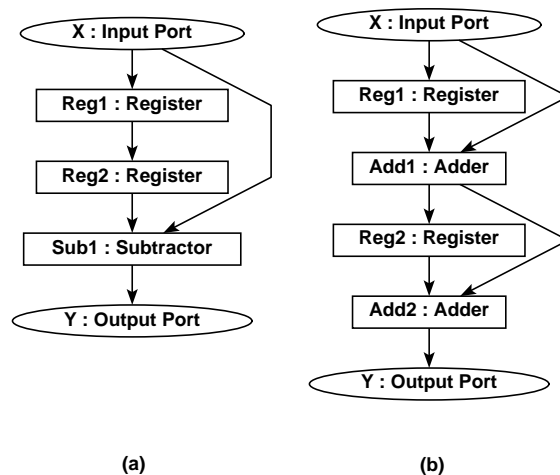 X : Input Port
Reg1 : Register
Reg2 : Register
Sub1 : Subtractor
Y : Output Port
(a)
X : Input Port
Reg1 : Register
Add1 : Adder
Reg2 : Register
Add2 : Adder
Y : Output Port
(b)